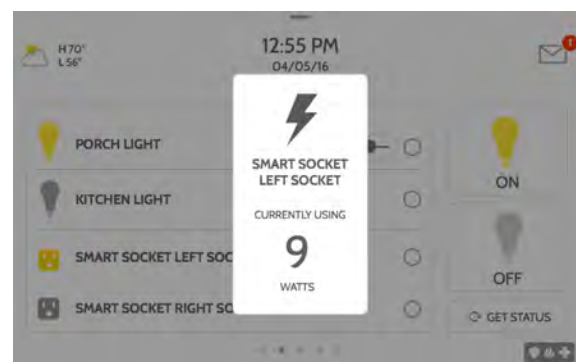 H 70°
L 56°
12:55 PM
04/05/16
1
PORCH LIGHT
KITCHEN LIGHT
SMART SOCKET LEFT SOC
SMART SOCKET RIGHT SO
SMART SOCKET
LEFT SOCKET
CURRENTLY USING
9
WATTS
ON
OFF
GET STATUS